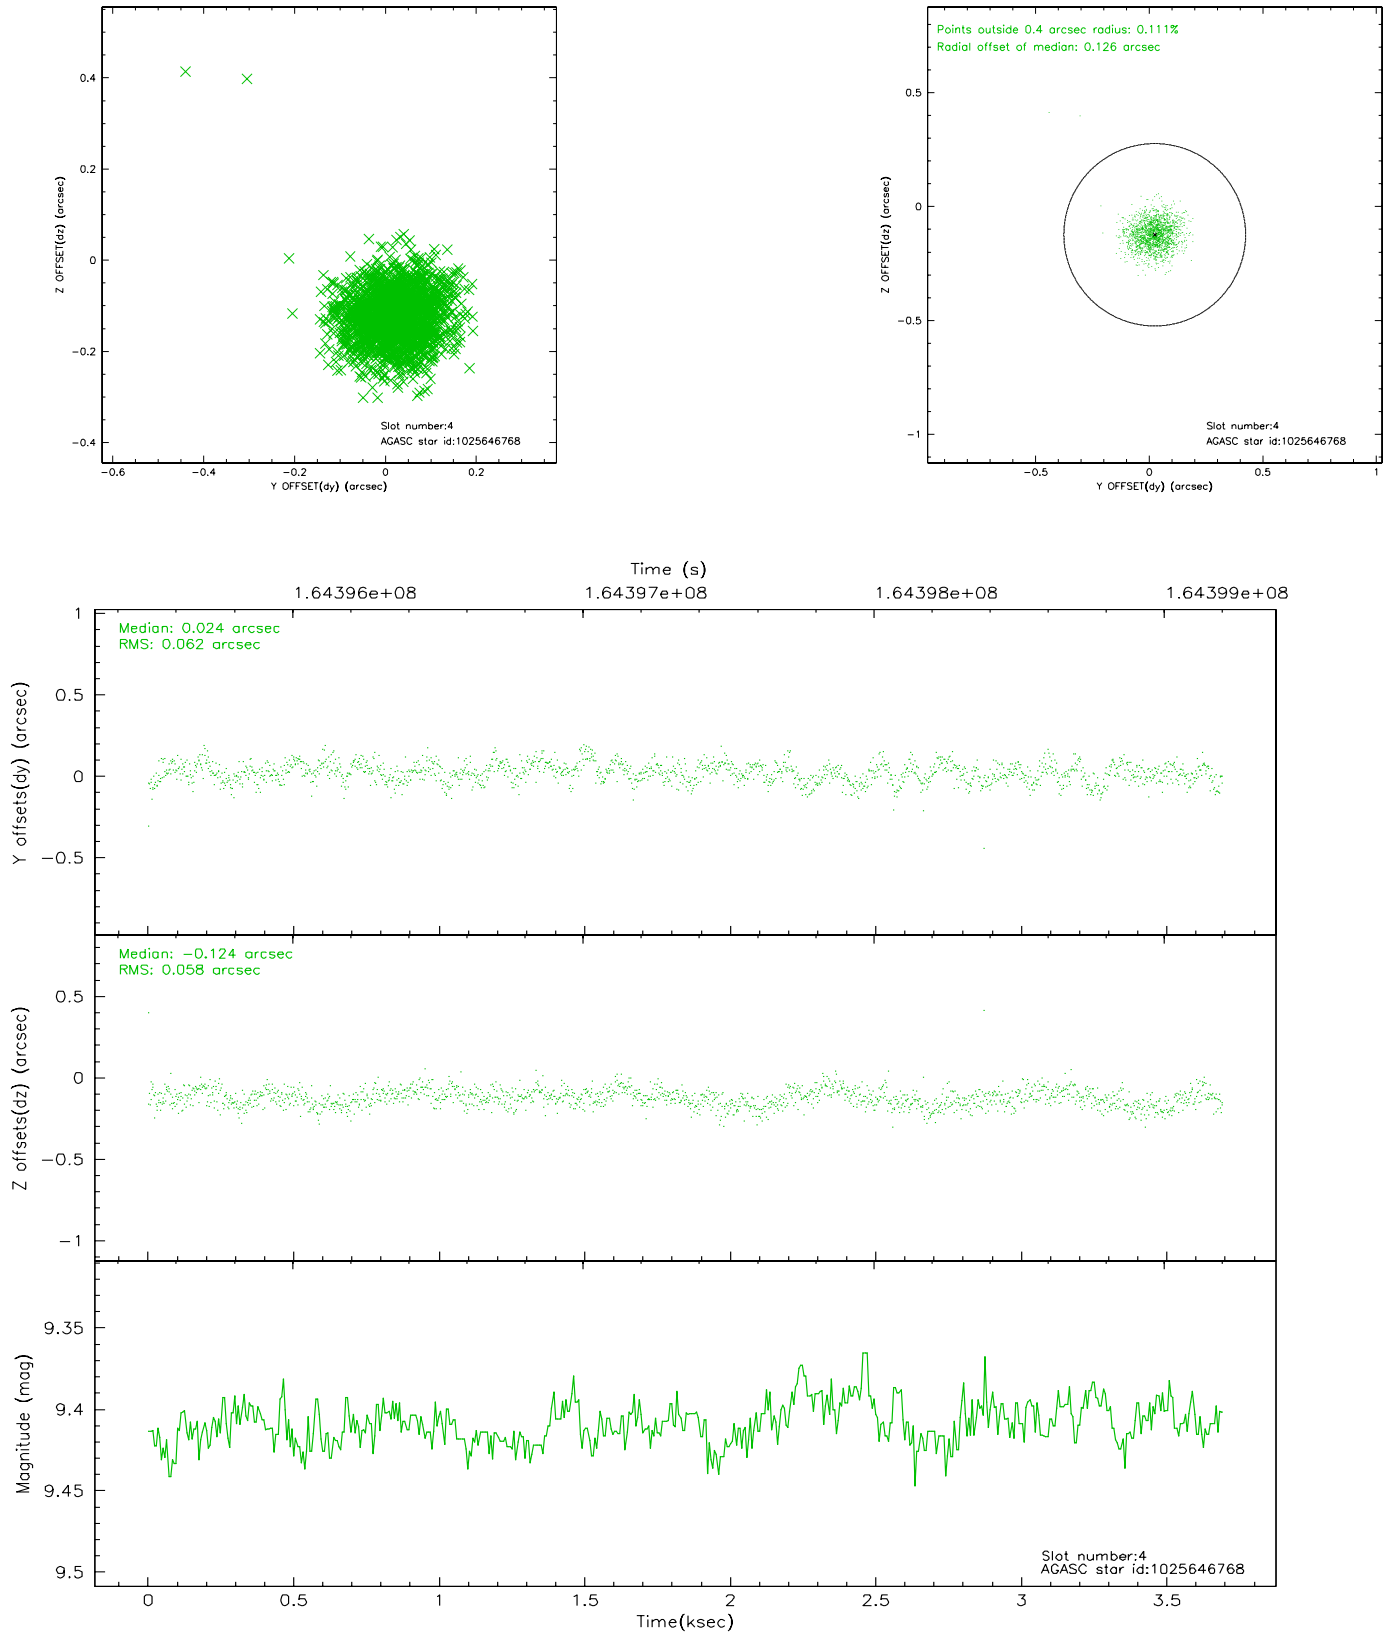 0.4
0.2
0
−0.2
−0.4
Z OFFSET(dz) (arcsec)
Slot number:4
AGASC star id:1025646768
−0.6
−0.4
−0.2
0
0.2
Y OFFSET(dy) (arcsec)
Points outside 0.4 arcsec radius: 0.111%
Radial offset of median: 0.126 arcsec
0.5
0
−0.5
−1
Z OFFSET(dz) (arcsec)
Slot number:4
AGASC star id:1025646768
−0.5
0
0.5
1
Y OFFSET(dy) (arcsec)
Time (s)
1.64396e+08
1.64397e+08
1.64398e+08
1.64399e+08
Median: 0.024 arcsec
RMS: 0.062 arcsec
1
0.5
0
−0.5
Y offsets(dy) (arcsec)
Median: −0.124 arcsec
RMS: 0.058 arcsec
0.5
0
−0.5
−1
Z offsets(dz) (arcsec)
9.35
9.4
9.45
9.5
Magnitude (mag)
Slot number:4
AGASC star id:1025646768
0
0.5
1
1.5
2
2.5
3
3.5
Time(ksec)